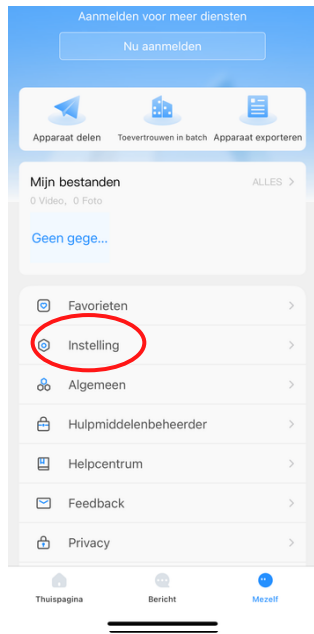 Aanmelden voor meer diensten
Nu aanmelden
Apparaat delen Toevertrouwen in batch Apparaat exporteren
Mijn bestanden ALLES
0 Video, 0 Foto
Geen gege...
Favorieten
Instelling
Algemeen
Hulpmiddelenbeheerder
Helpcentrum
Feedback
Privacy
Thuispagina Bericht Mezelf